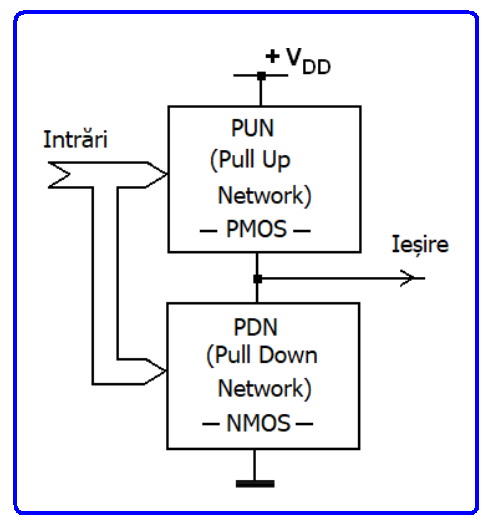 + VDD
PUN
Intrări
(Pull Up
Network)
— PMOS —
Ieșire
PDN
(Pull Down
Network)
— NMOS —